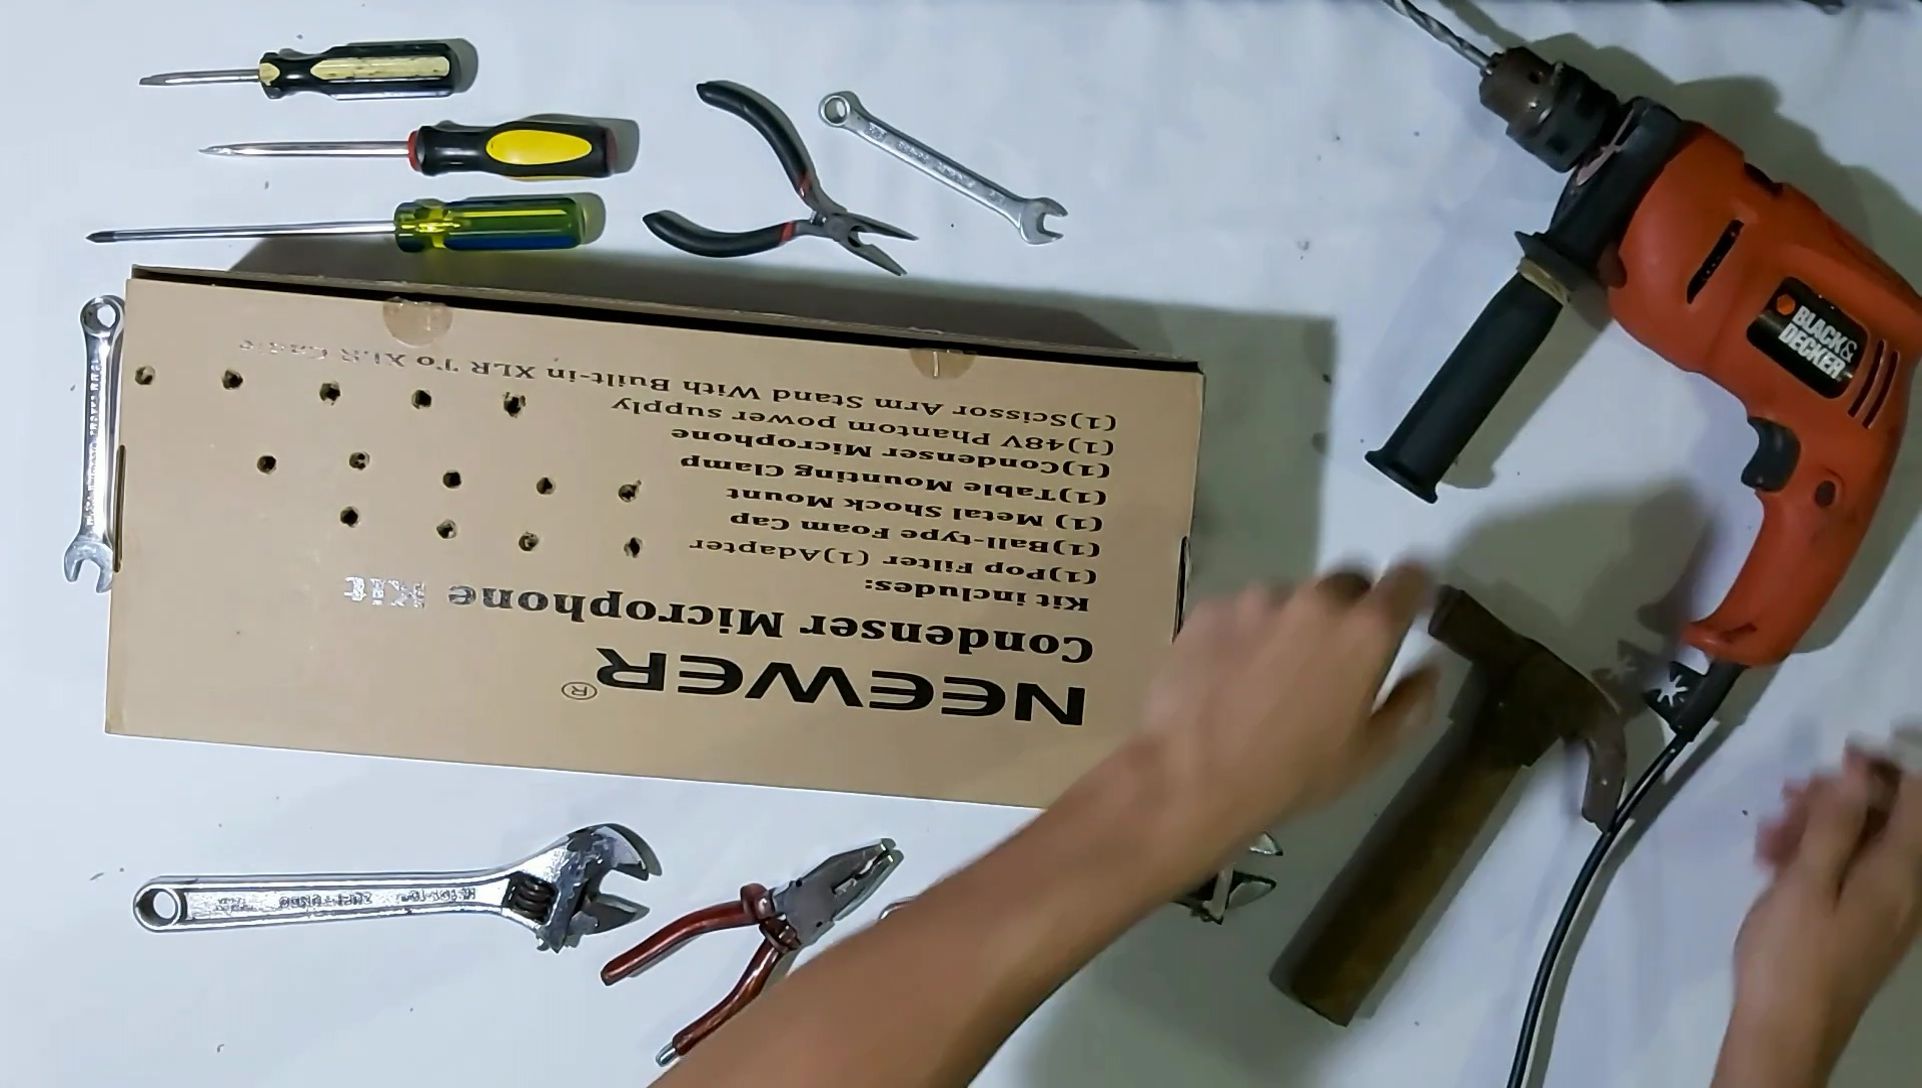 NEEWER®
Condenser Microphone Kit
Kit includes:
(1)Pop Filter (1)Adapter
(1)Ball-type Foam Cap
(1) Metal Shock Mount
(1)Table Mounting Clamp
(1)Condenser Microphone
(1)48V Phantom power supply
(1)Scissor Arm Stand With Built-in XLR To XLR Cable
BLACK&
DECKER